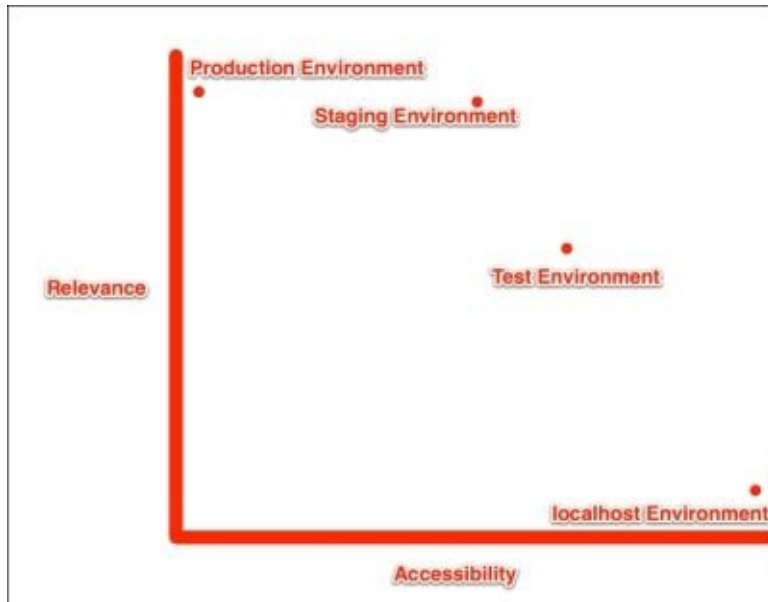 Production Environment
Staging Environment
Test Environment
Relevance
localhost Environment
Accessibility